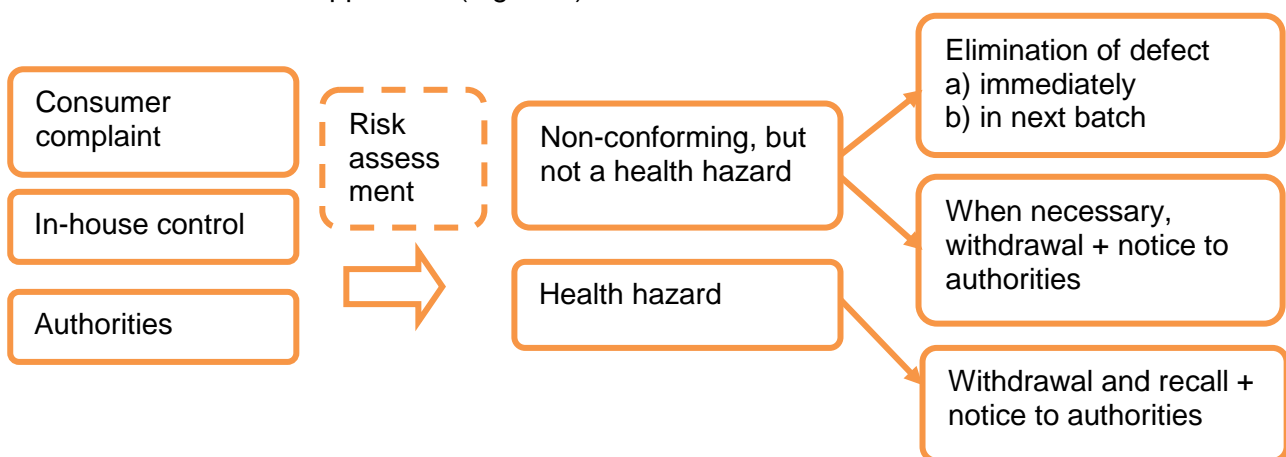 Consumer
complaint
In-house control
Authorities
Risk
assess
ment
Non-conforming, but
not a health hazard
Health hazard
Elimination of defect
a) immediately
b) in next batch
When necessary,
withdrawal + notice to
authorities
Withdrawal and recall +
notice to authorities